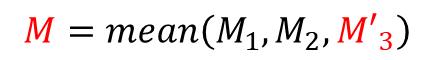 M = mean(M₁, M₂, M′₃)